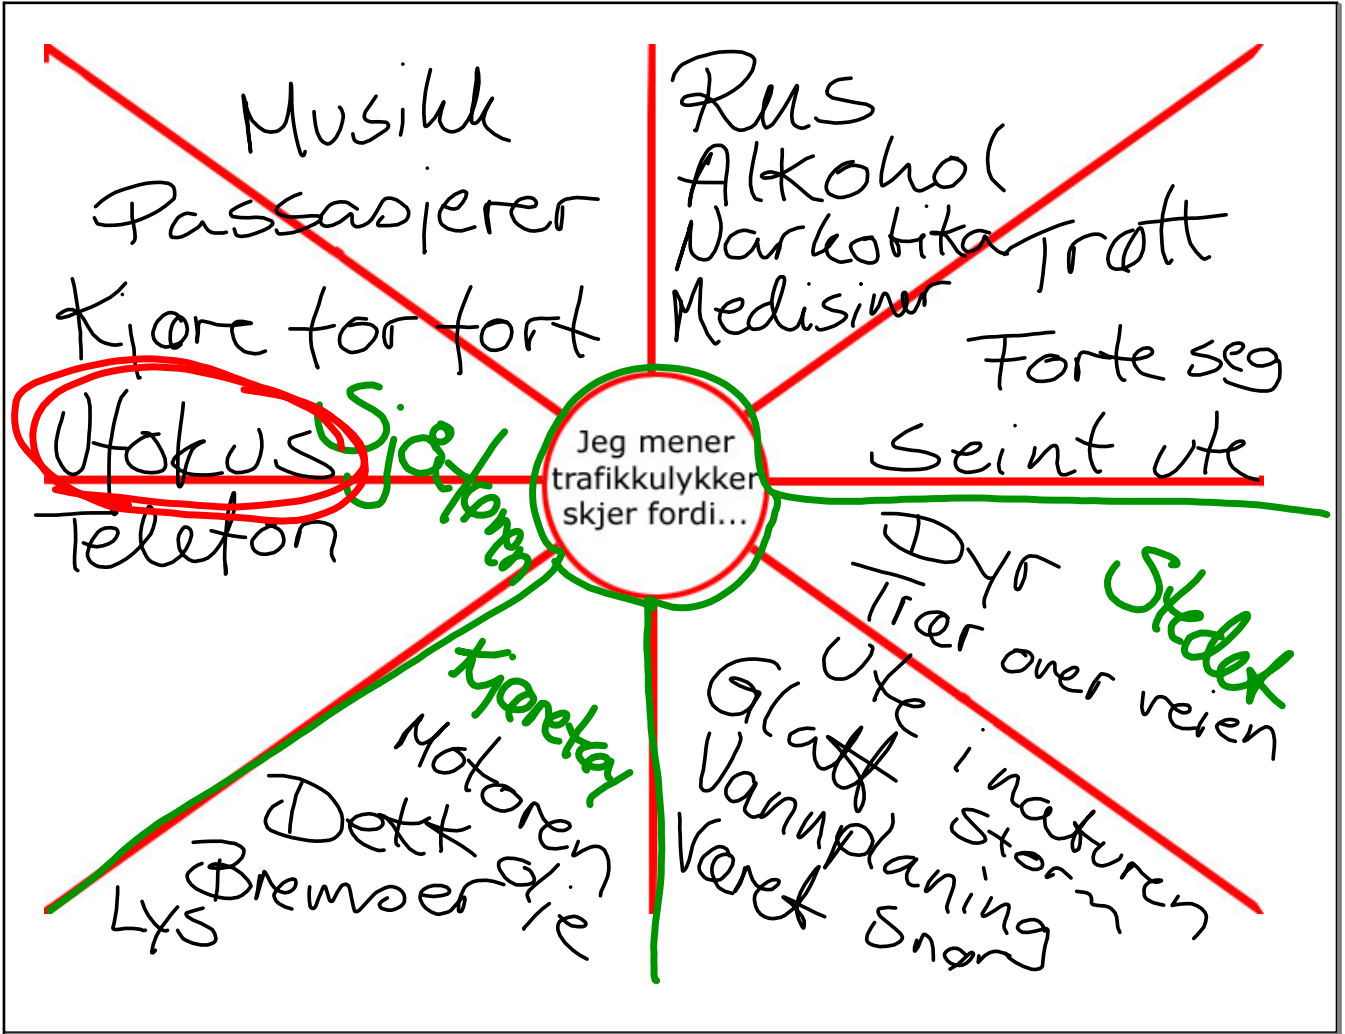 Musikk
Passasjerer
Kjøre for fort
Ufokus
Telefon
Sjåføren
Rus
Alkohol
Narkotika
Medisiner
Trøtt
Forte seg
seint ute
Jeg mener
trafikkulykker
skjer fordi...
Dyr
Trær over veien
Ute i naturen
Stedet
Glatt
storm
Vannplaning
Været
snø
Kjøretøy
Motoren
Dekk
Bremser
olje
Lys